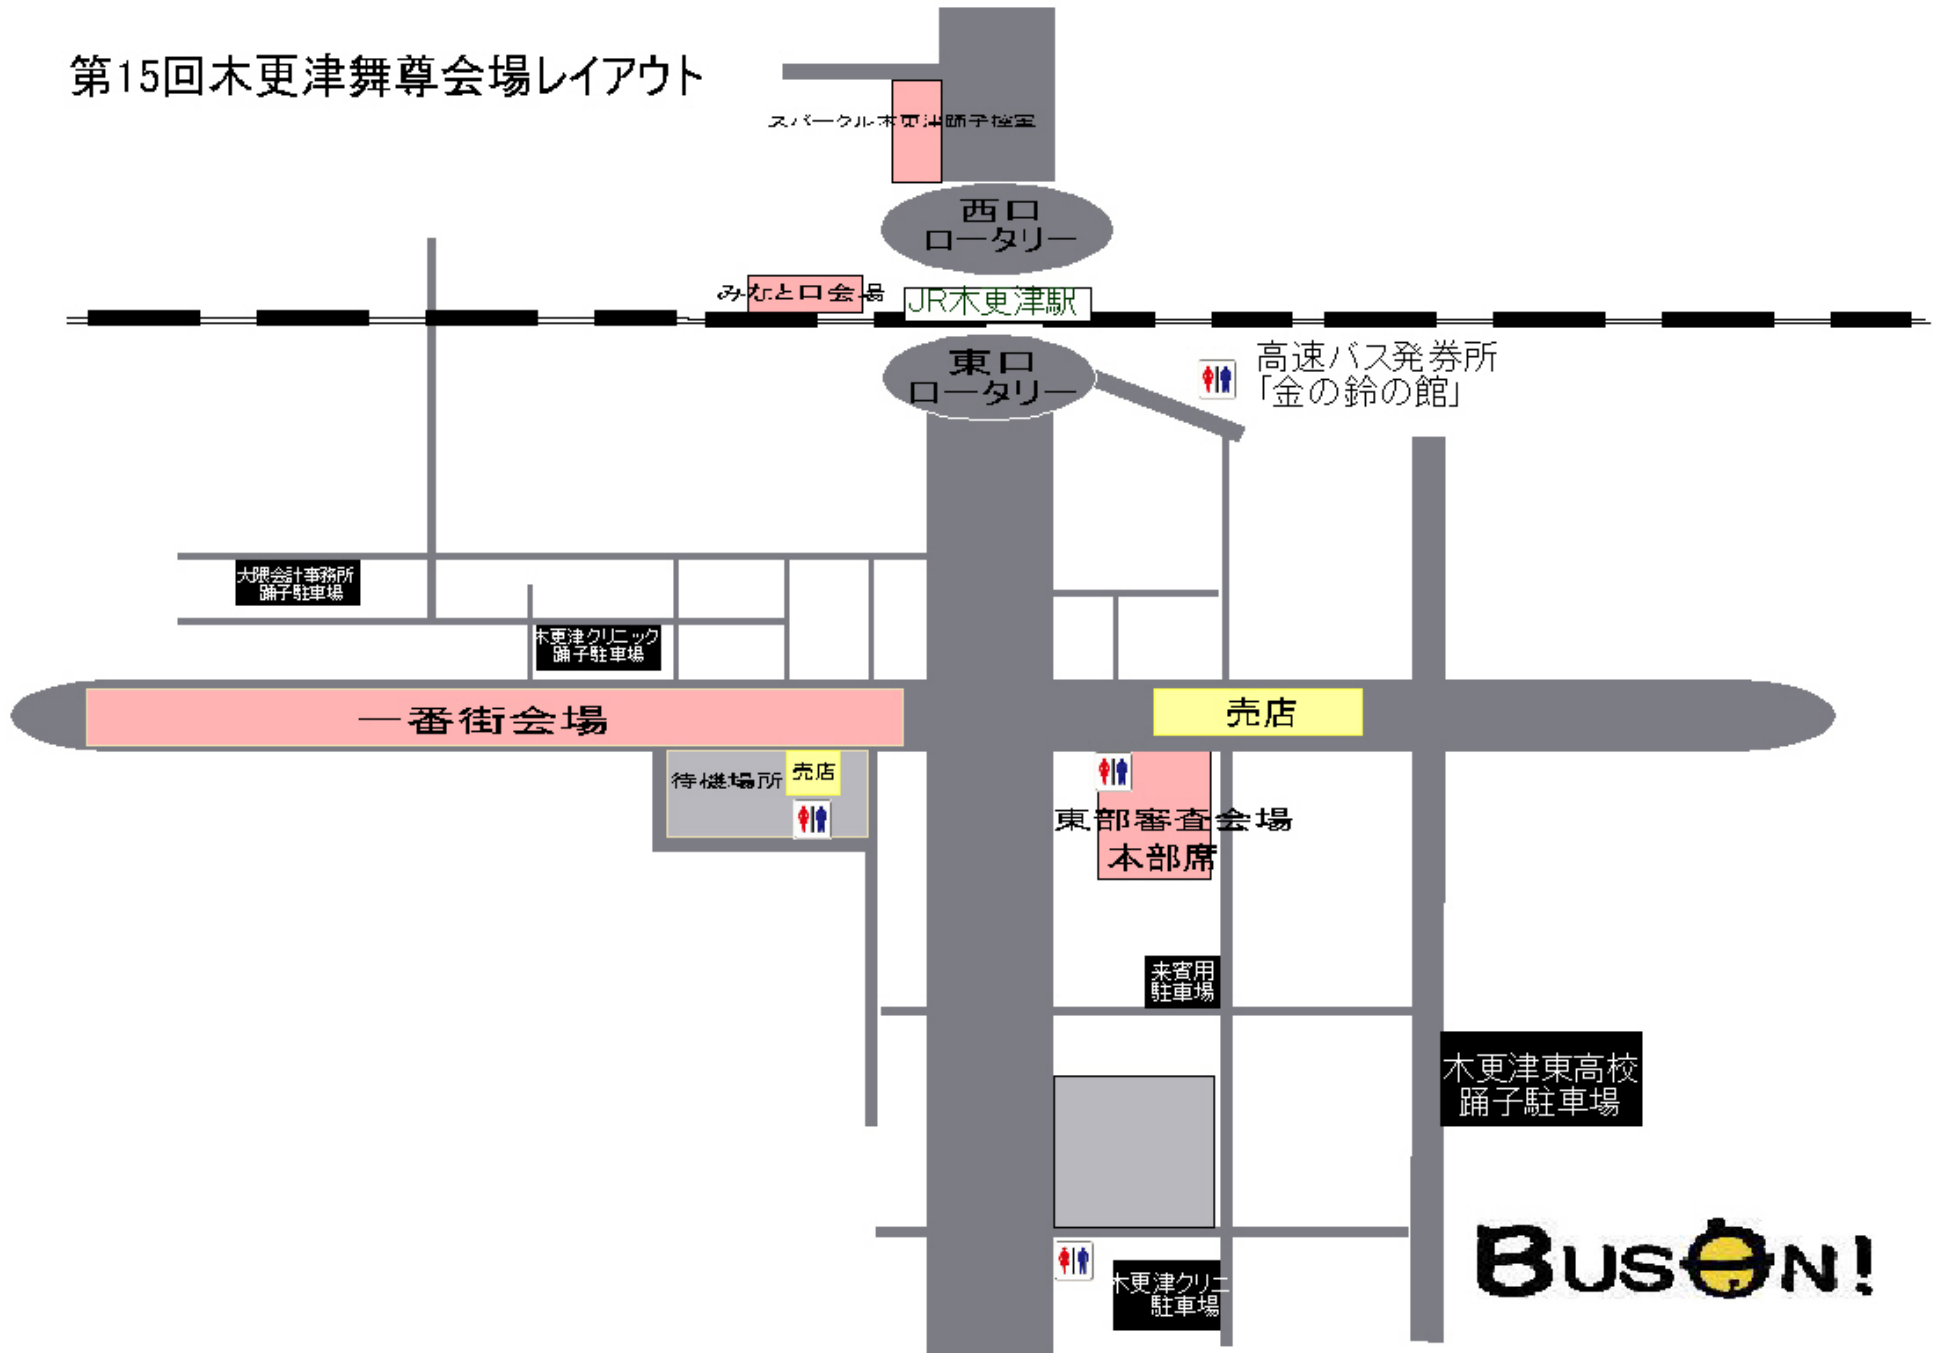 第15回木更津舞尊会場レイアウト
スパークル木更津踊子控室
西口
ロータリー
みなと口会場
JR木更津駅
東口
ロータリー
高速バス発券所
「金の鈴の館」
大隈会計事務所
踊子駐車場
木更津クリニック
踊子駐車場
一番街会場
売店
待機場所
売店
東部審査会場
本部席
来賓用
駐車場
木更津東高校
踊子駐車場
木更津クリニ
駐車場
BUSON!